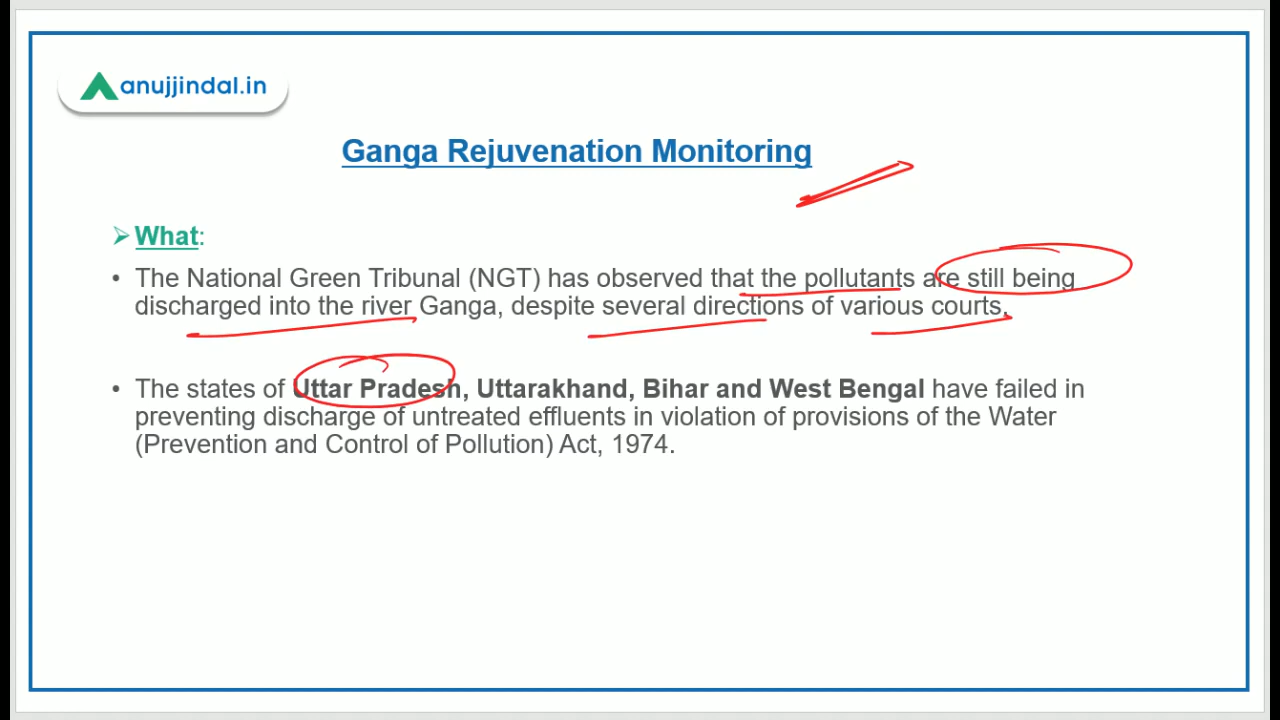 anujjindal.in
Ganga Rejuvenation Monitoring
What:
• The National Green Tribunal (NGT) has observed that the pollutants are still being
discharged into the river Ganga, despite several directions of various courts.
• The states of Uttar Pradesh, Uttarakhand, Bihar and West Bengal have failed in
preventing discharge of untreated effluents in violation of provisions of the Water
(Prevention and Control of Pollution) Act, 1974.